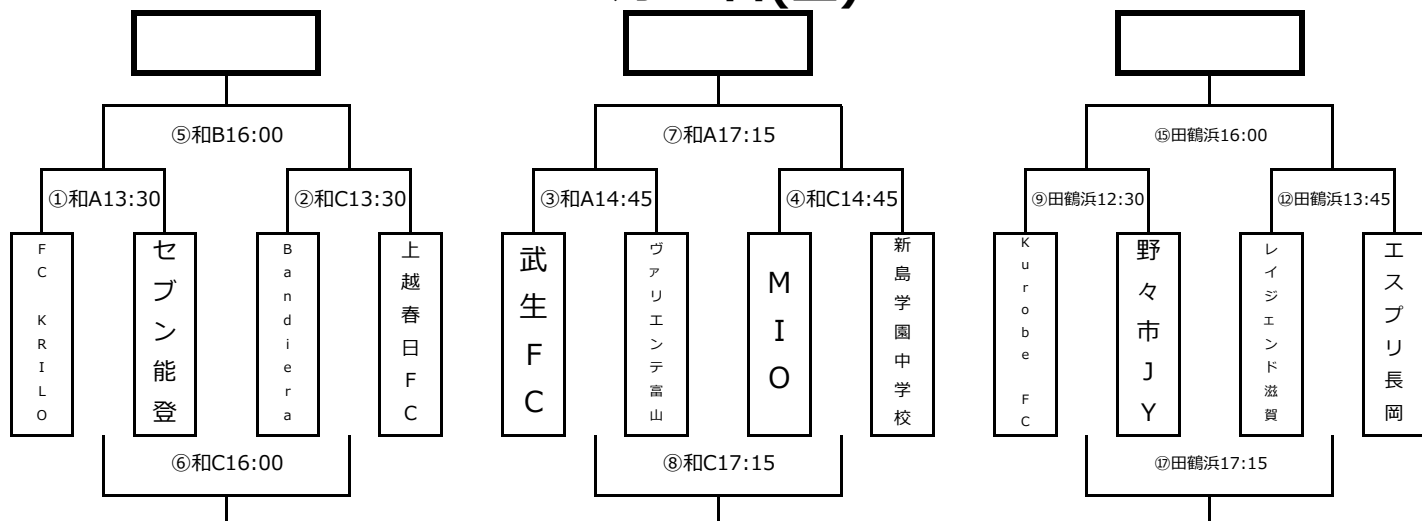 ⑤和B16:00
⑦和A17:15
⑮田鶴浜16:00
①和A13:30
②和C13:30
③和A14:45
④和C14:45
⑨田鶴浜12:30
⑫田鶴浜13:45
FC KRILO
セブン能登
Bandiera
上越春日FC
武生FC
ヴァリエンテ富山
MIO
新島学園中学校
Kurobe FC
野々市JY
レイジェンド滋賀
エスプリ長岡
⑥和C16:00
⑧和C17:15
⑰田鶴浜17:15